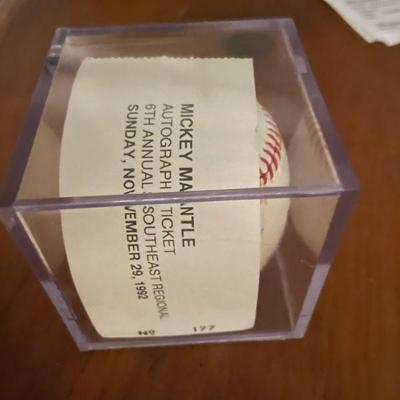 MICKEY MANTLE
AUTOGRAPH TICKET
6TH ANNUAL SOUTHEAST REGIONAL
SUNDAY, NOVEMBER 29, 1992
Nº 177